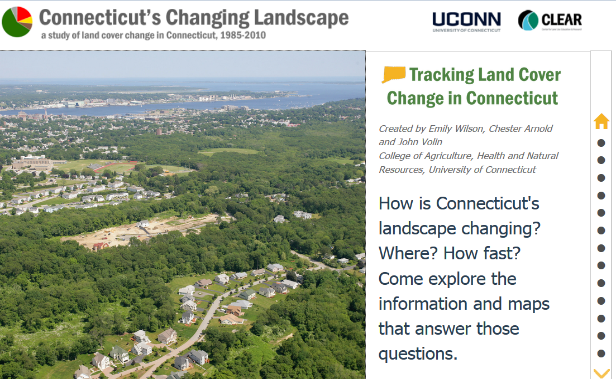 Connecticut's Changing Landscape
a study of land cover change in Connecticut, 1985-2010
UCONN
UNIVERSITY OF CONNECTICUT
CLEAR
Tracking Land Cover
Change in Connecticut
Created by Emily Wilson, Chester Arnold
and John Volin
College of Agriculture, Health and Natural
Resources, University of Connecticut
How is Connecticut's
landscape changing?
Where? How fast?
Come explore the
information and maps
that answer those
questions.